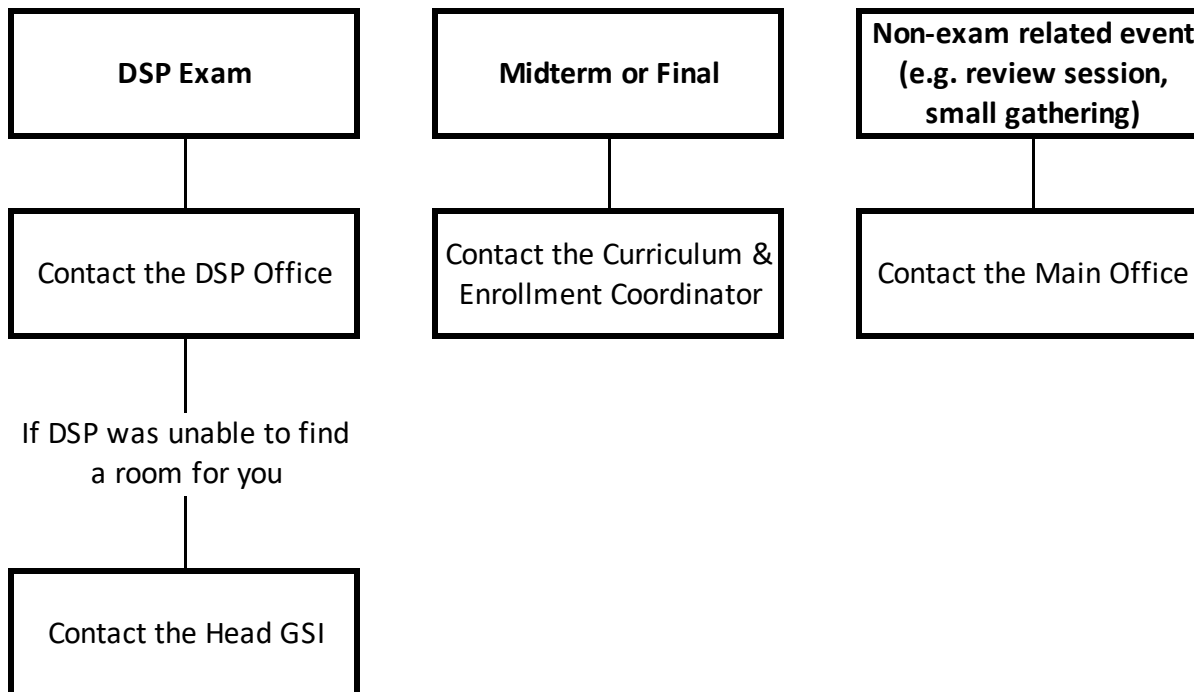 DSP Exam
Midterm or Final
Non-exam related event
(e.g. review session,
small gathering)
Contact the DSP Office
Contact the Curriculum &
Enrollment Coordinator
Contact the Main Office
If DSP was unable to find
a room for you
Contact the Head GSI